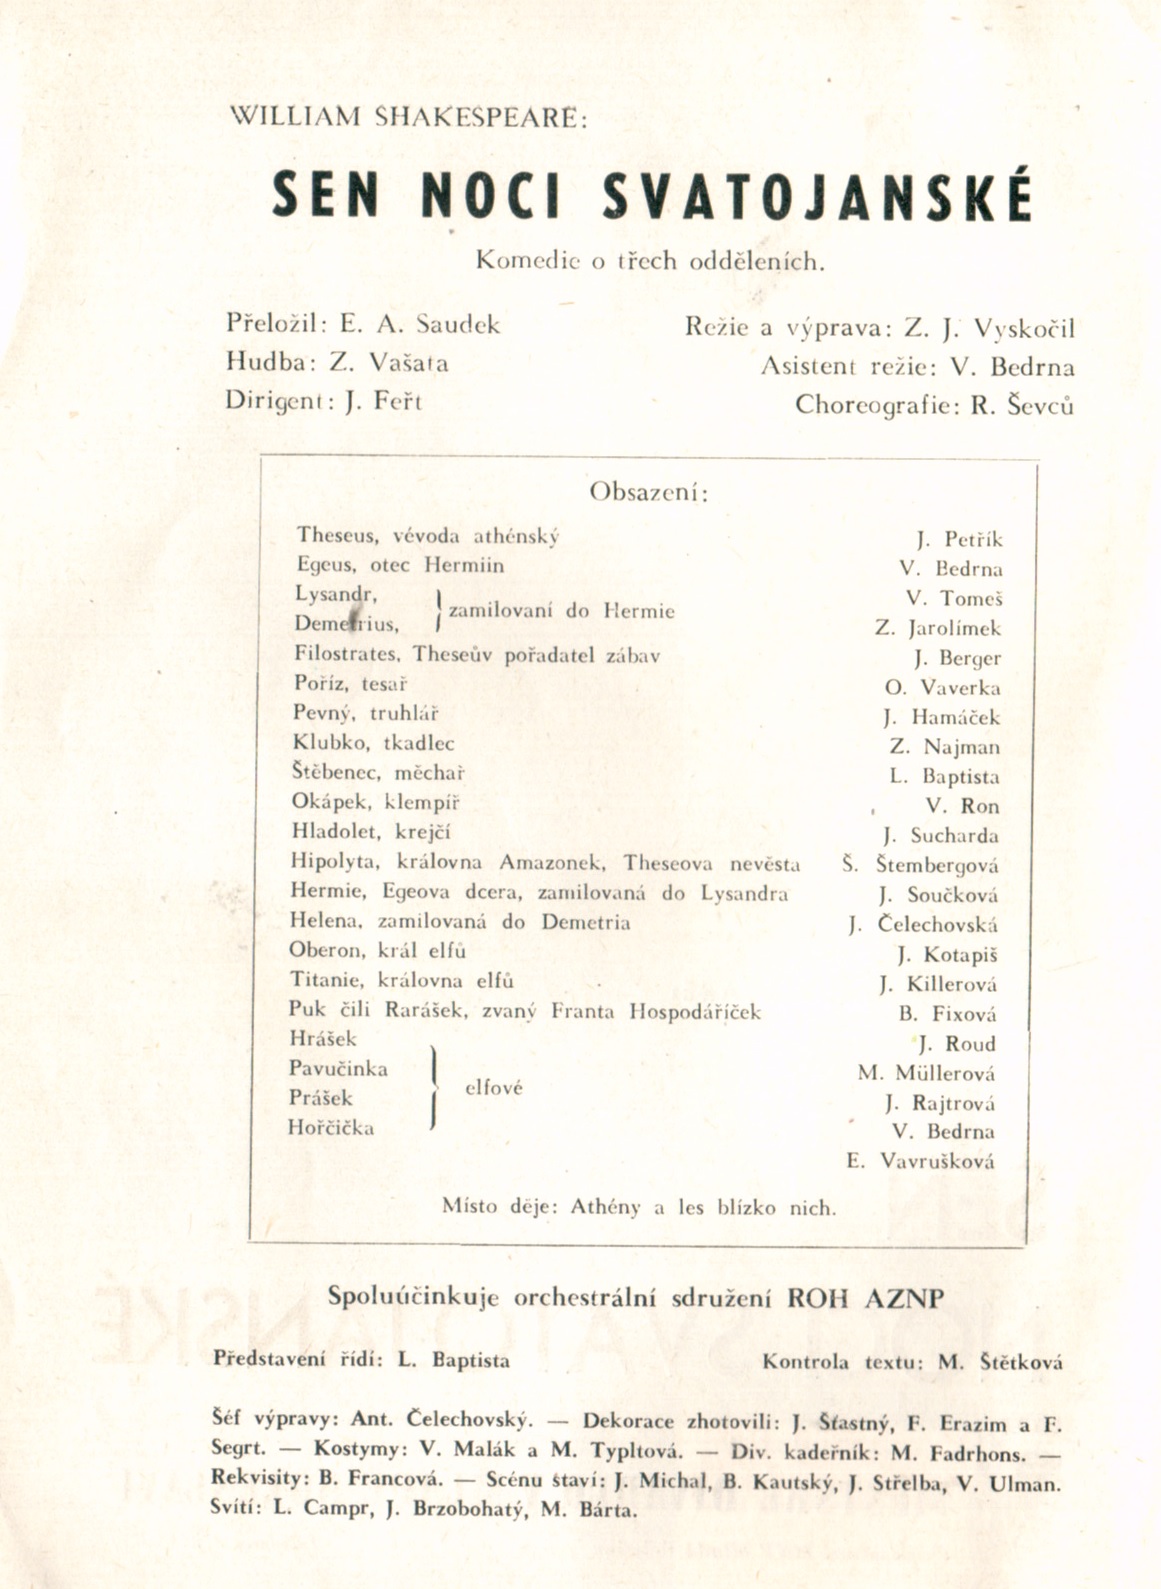 WILLIAM SHAKESPEARE:
SEN NOCI SVATOJANSKÉ
Komedie o třech odděleních.
Přeložil: E. A. Saudek
Hudba: Z. Vašata
Dirigent: J. Feřt
Režie a výprava: Z. J. Vyskočil
Asistent režie: V. Bedrna
Choreografie: R. Ševců
Obsazení:
Theseus, vévoda athénský J. Petřík
Egeus, otec Hermiin V. Bedrna
Lysandr, V. Tomeš
zamilovaní do Hermie
Demetrius, Z. Jarolímek
Filostrates, Theseův pořadatel zábav J. Berger
Poříz, tesař O. Vaverka
Pevný, truhlář J. Hamáček
Klubko, tkadlec Z. Najman
Štěbenec, měchař L. Baptista
Okápek, klempíř V. Ron
Hladolet, krejčí J. Sucharda
Hipolyta, královna Amazonek, Theseova nevěsta Š. Štembergová
Hermie, Egeova dcera, zamilovaná do Lysandra J. Součková
Helena, zamilovaná do Demetria J. Čelechovská
Oberon, král elfů J. Kotapiš
Titanie, královna elfů J. Killerová
Puk čili Rarášek, zvaný Franta Hospodáříček B. Fixová
Hrášek J. Roud
Pavučinka M. Müllerová
elfové
Prášek J. Rajtrová
Hořčička V. Bedrna
E. Vavrušková
Místo děje: Athény a les blízko nich.
Spoluúčinkuje orchestrální sdružení ROH AZNP
Představení řídí: L. Baptista Kontrola textu: M. Štětková
Šéf výpravy: Ant. Čelechovský. — Dekorace zhotovili: J. Šťastný, F. Erazim a F.
Segrt. — Kostymy: V. Malák a M. Typltová. — Div. kadeřník: M. Fadrhons. —
Rekvisity: B. Francová. — Scénu staví: J. Michal, B. Kautský, J. Střelba, V. Ulman.
Svítí: L. Campr, J. Brzobohatý, M. Bárta.